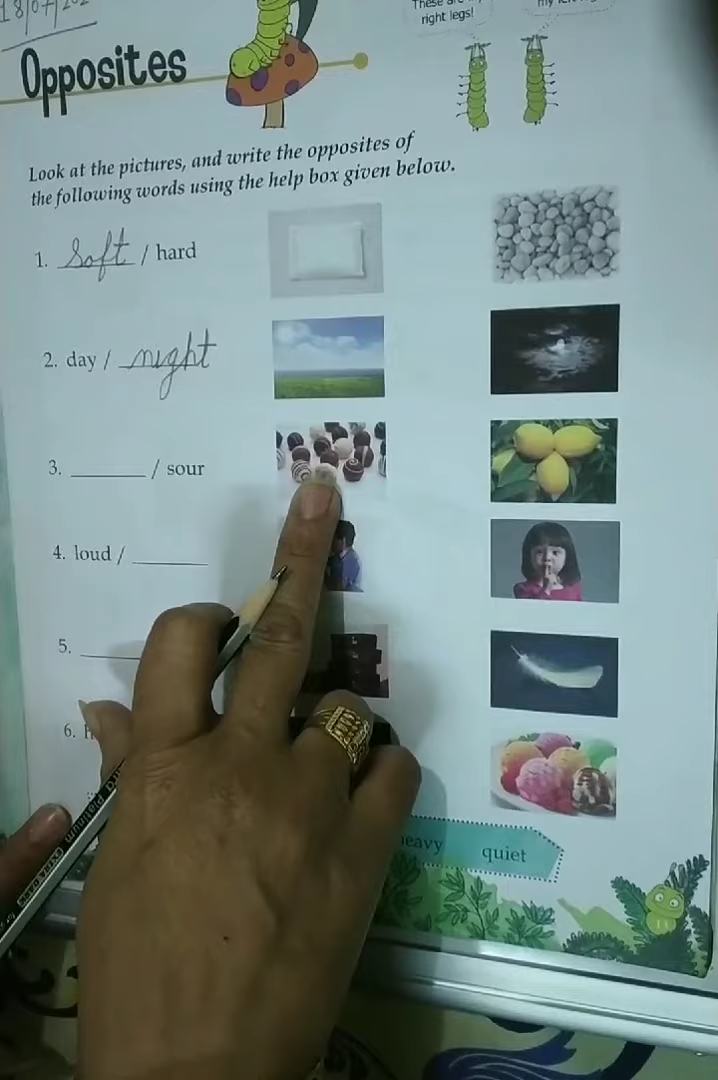 These are
right legs!
my
Opposites
Look at the pictures, and write the opposites of
the following words using the help box given below.
1. Soft / hard
2. day / night
3. ______ / sour
4. loud / ______
5. ______
6.
heavy quiet
Platinum